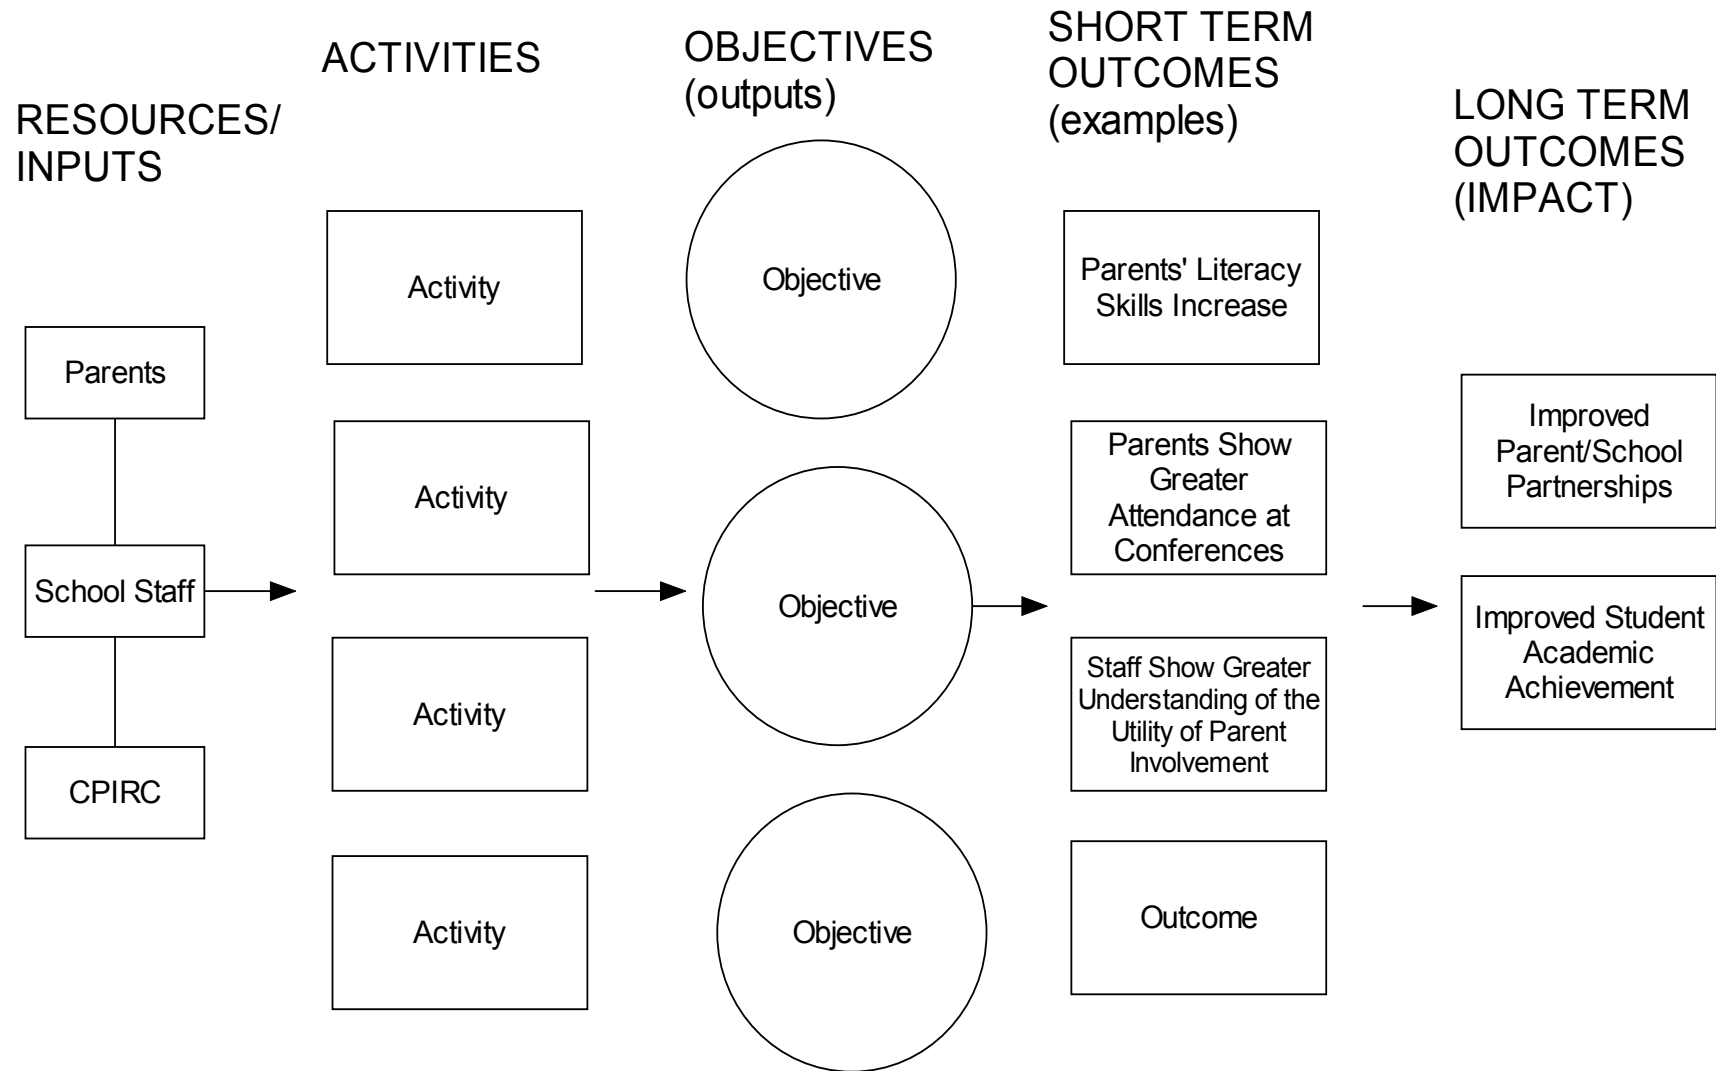 RESOURCES/
INPUTS
Parents
School Staff
CPIRC
ACTIVITIES
Activity
Activity
Activity
Activity
OBJECTIVES
(outputs)
Objective
Objective
Objective
SHORT TERM
OUTCOMES
(examples)
Parents' Literacy
Skills Increase
Parents Show
Greater
Attendance at
Conferences
Staff Show Greater
Understanding of the
Utility of Parent
Involvement
Outcome
LONG TERM
OUTCOMES
(IMPACT)
Improved
Parent/School
Partnerships
Improved Student
Academic
Achievement